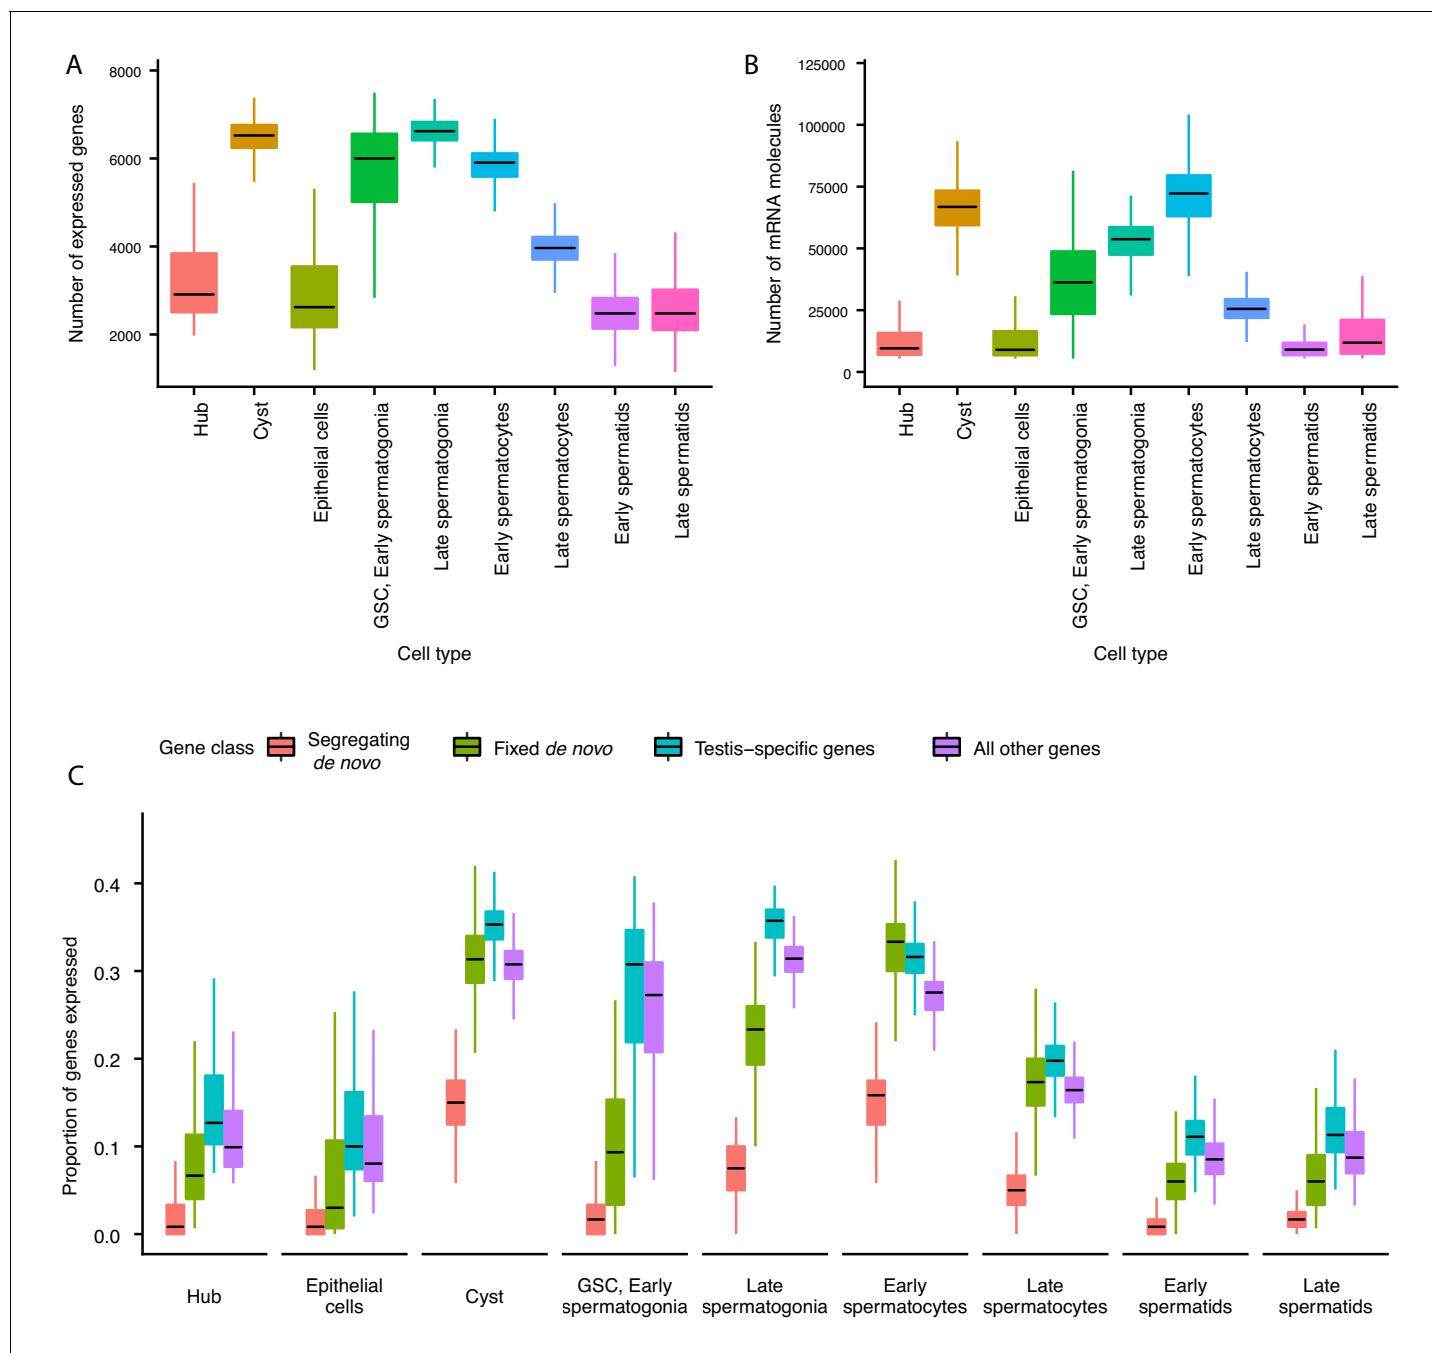 A
8000
6000
4000
2000
Number of expressed genes
Hub
Cyst
Epithelial cells
GSC, Early spermatogonia
Late spermatogonia
Early spermatocytes
Late spermatocytes
Early spermatids
Late spermatids
Cell type
B
125000
100000
75000
50000
25000
0
Number of mRNA molecules
Hub
Cyst
Epithelial cells
GSC, Early spermatogonia
Late spermatogonia
Early spermatocytes
Late spermatocytes
Early spermatids
Late spermatids
Cell type
Gene class
Segregating
de novo
Fixed de novo
Testis−specific genes
All other genes
C
0.4
0.3
0.2
0.1
0.0
Proportion of genes expressed
Hub
Epithelial
cells
Cyst
GSC, Early
spermatogonia
Late
spermatogonia
Early
spermatocytes
Late
spermatocytes
Early
spermatids
Late
spermatids